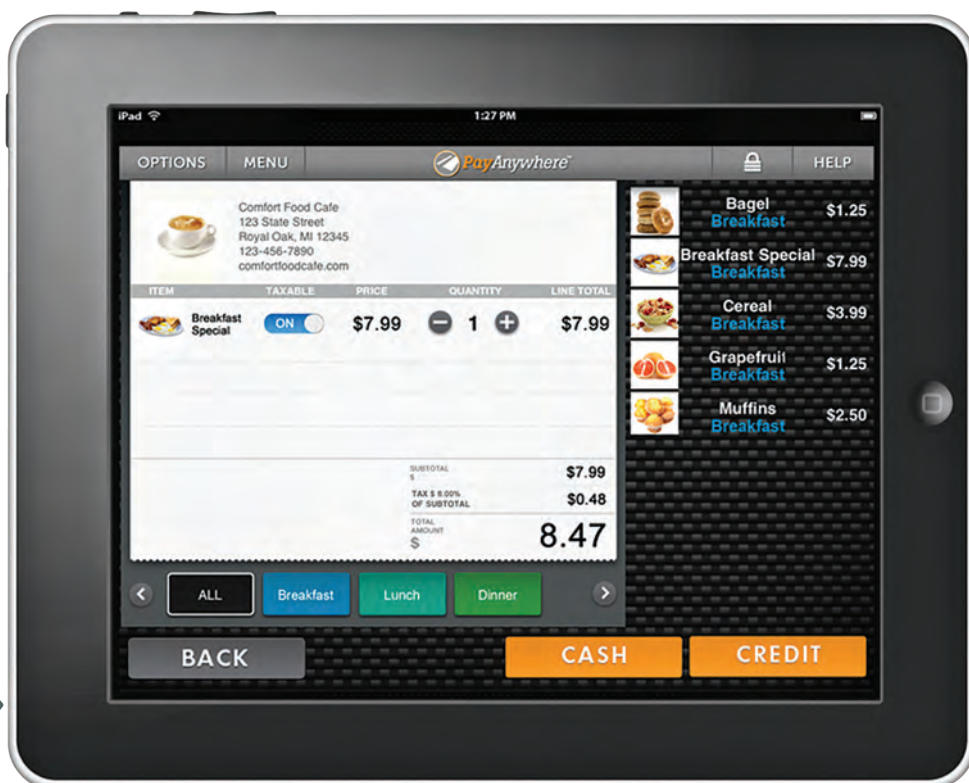 iPad 1:27 PM
OPTIONS MENU PayAnywhere™ HELP
Comfort Food Cafe
123 State Street
Royal Oak, MI 12345
123-456-7890
comfortfoodcafe.com
ITEM TAXABLE PRICE QUANTITY LINE TOTAL
Breakfast
Special
ON $7.99 1 $7.99
SUBTOTAL
$
$7.99
TAX $ 6.00%
OF SUBTOTAL
$0.48
TOTAL
AMOUNT
$
8.47
ALL Breakfast Lunch Dinner
Bagel
Breakfast
$1.25
Breakfast Special
Breakfast
$7.99
Cereal
Breakfast
$3.99
Grapefruit
Breakfast
$1.25
Muffins
Breakfast
$2.50
BACK CASH CREDIT